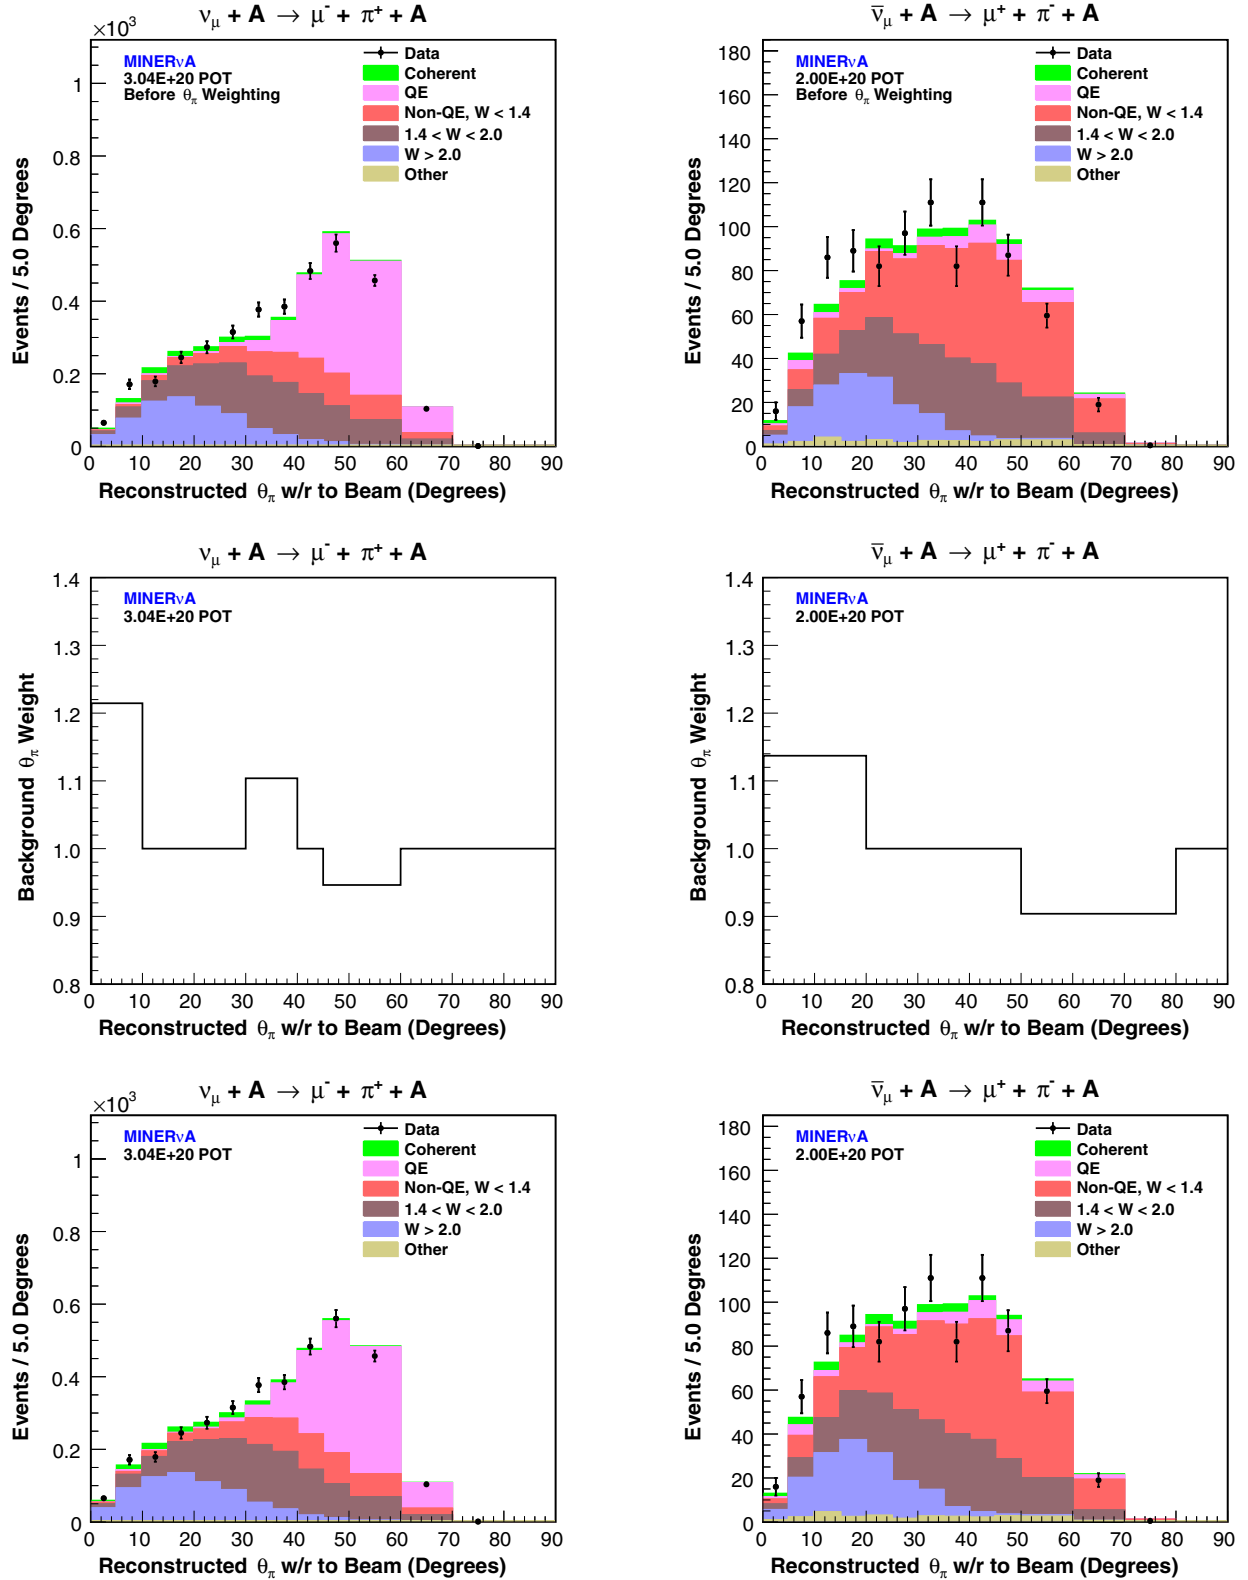 ν_μ + A → μ⁻ + π⁺ + A
×10³
MINERνA
3.04E+20 POT
Before θ_π Weighting
Data
Coherent
QE
Non-QE, W < 1.4
1.4 < W < 2.0
W > 2.0
Other
Events / 5.0 Degrees
1
0.8
0.6
0.4
0.2
0
0 10 20 30 40 50 60 70 80 90
Reconstructed θ_π w/r to Beam (Degrees)
ν̅_μ + A → μ⁺ + π⁻ + A
MINERνA
2.00E+20 POT
Before θ_π Weighting
Data
Coherent
QE
Non-QE, W < 1.4
1.4 < W < 2.0
W > 2.0
Other
Events / 5.0 Degrees
180
160
140
120
100
80
60
40
20
0
0 10 20 30 40 50 60 70 80 90
Reconstructed θ_π w/r to Beam (Degrees)
ν_μ + A → μ⁻ + π⁺ + A
MINERνA
3.04E+20 POT
Background θ_π Weight
1.4
1.3
1.2
1.1
1.0
0.9
0.8
0 10 20 30 40 50 60 70 80 90
Reconstructed θ_π w/r to Beam (Degrees)
ν̅_μ + A → μ⁺ + π⁻ + A
MINERνA
2.00E+20 POT
Background θ_π Weight
1.4
1.3
1.2
1.1
1.0
0.9
0.8
0 10 20 30 40 50 60 70 80 90
Reconstructed θ_π w/r to Beam (Degrees)
ν_μ + A → μ⁻ + π⁺ + A
×10³
MINERνA
3.04E+20 POT
Data
Coherent
QE
Non-QE, W < 1.4
1.4 < W < 2.0
W > 2.0
Other
Events / 5.0 Degrees
1
0.8
0.6
0.4
0.2
0
0 10 20 30 40 50 60 70 80 90
Reconstructed θ_π w/r to Beam (Degrees)
ν̅_μ + A → μ⁺ + π⁻ + A
MINERνA
2.00E+20 POT
Data
Coherent
QE
Non-QE, W < 1.4
1.4 < W < 2.0
W > 2.0
Other
Events / 5.0 Degrees
180
160
140
120
100
80
60
40
20
0
0 10 20 30 40 50 60 70 80 90
Reconstructed θ_π w/r to Beam (Degrees)